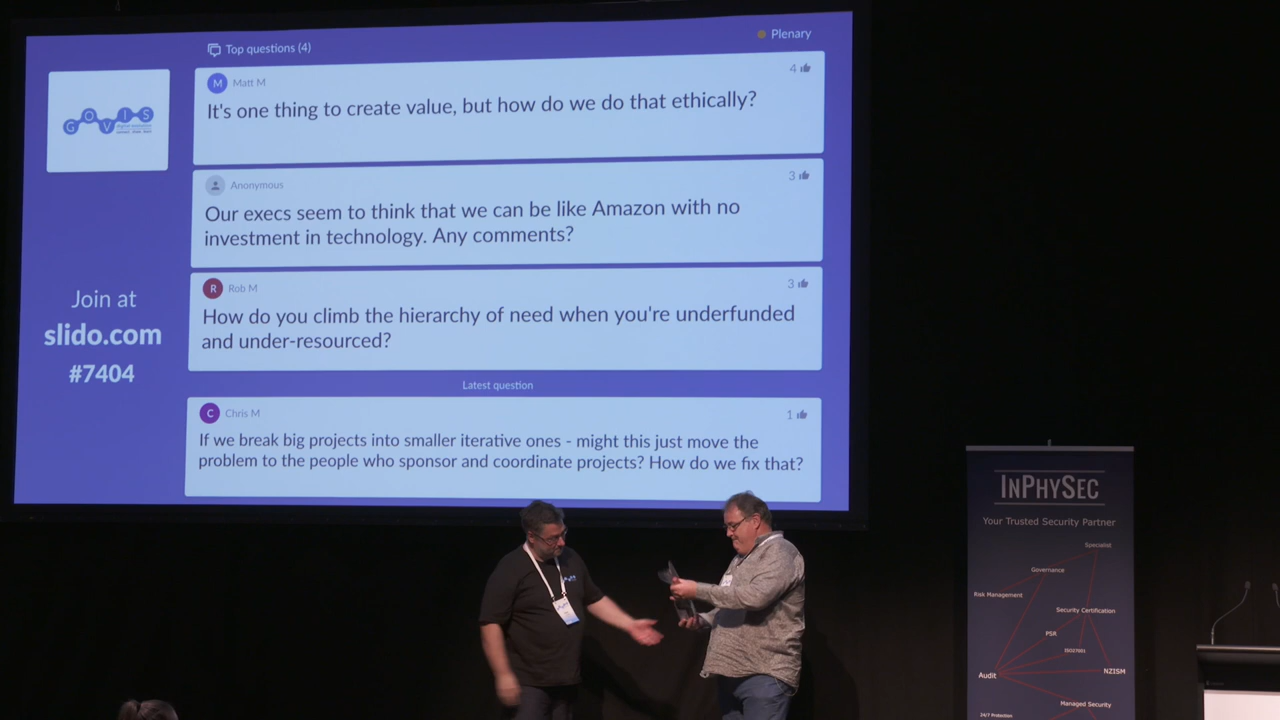 Top questions (4)
Plenary
GOVIS
M
Matt M
4
It's one thing to create value, but how do we do that ethically?
Anonymous
3
Our execs seem to think that we can be like Amazon with no
investment in technology. Any comments?
R
Rob M
3
How do you climb the hierarchy of need when you're underfunded
and under-resourced?
Join at
slido.com
#7404
Latest question
C
Chris M
1
If we break big projects into smaller iterative ones - might this just move the
problem to the people who sponsor and coordinate projects? How do we fix that?
INPHYSEC
Your Trusted Security Partner
Specialist
Governance
Risk Management
Security Certification
PSR
ISO27001
Audit
NZISM
Managed Security
24/7 Protection